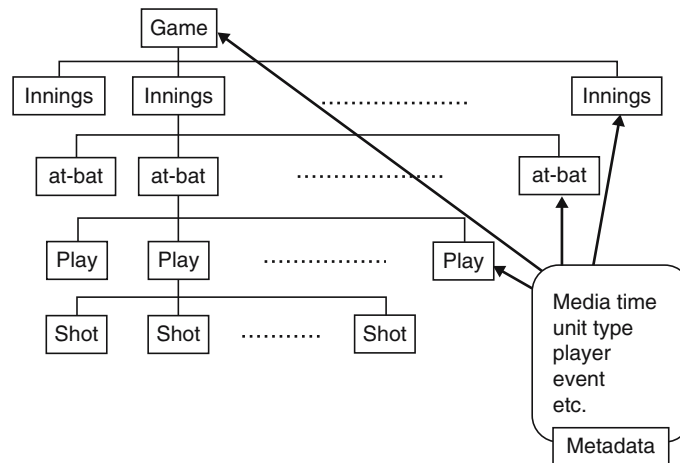 Game
Innings Innings Innings
at-bat at-bat at-bat
Play Play Play
Shot Shot Shot
Media time
unit type
player
event
etc.
Metadata